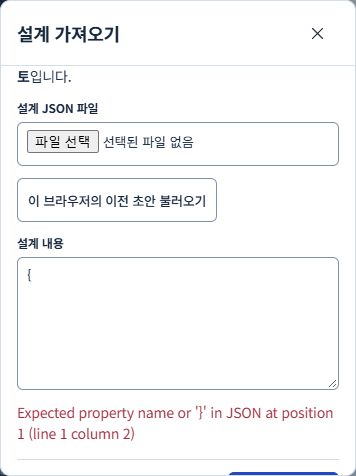 설계 가져오기
토입니다.
설계 JSON 파일
파일 선택 선택된 파일 없음
이 브라우저의 이전 초안 불러오기
설계 내용
{
Expected property name or '}' in JSON at position
1 (line 1 column 2)